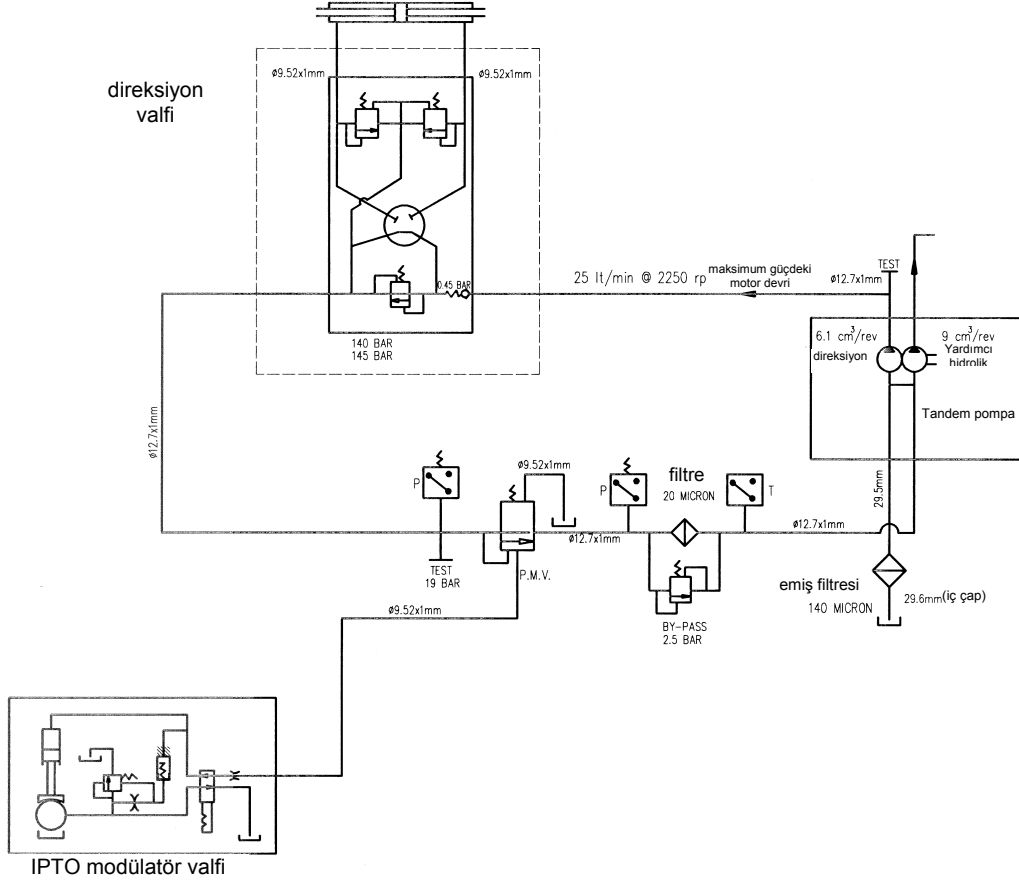 direksiyon
valfi
ø9.52x1mm
ø9.52x1mm
0.45 BAR
140 BAR
145 BAR
25 lt/min @ 2250 rp
maksimum güçdeki
motor devri
TEST
ø12.7x1mm
6.1 cm³/rev
direksiyon
9 cm³/rev
Yardımcı
hidrolik
Tandem pompa
29.5mm
ø12.7x1mm
P
TEST
19 BAR
ø9.52x1mm
P.M.V.
ø12.7x1mm
P
filtre
20 MICRON
T
ø12.7x1mm
BY-PASS
2.5 BAR
emiş filtresi
140 MICRON
29.6mm(iç çap)
ø9.52x1mm
IPTO modülatör valfi